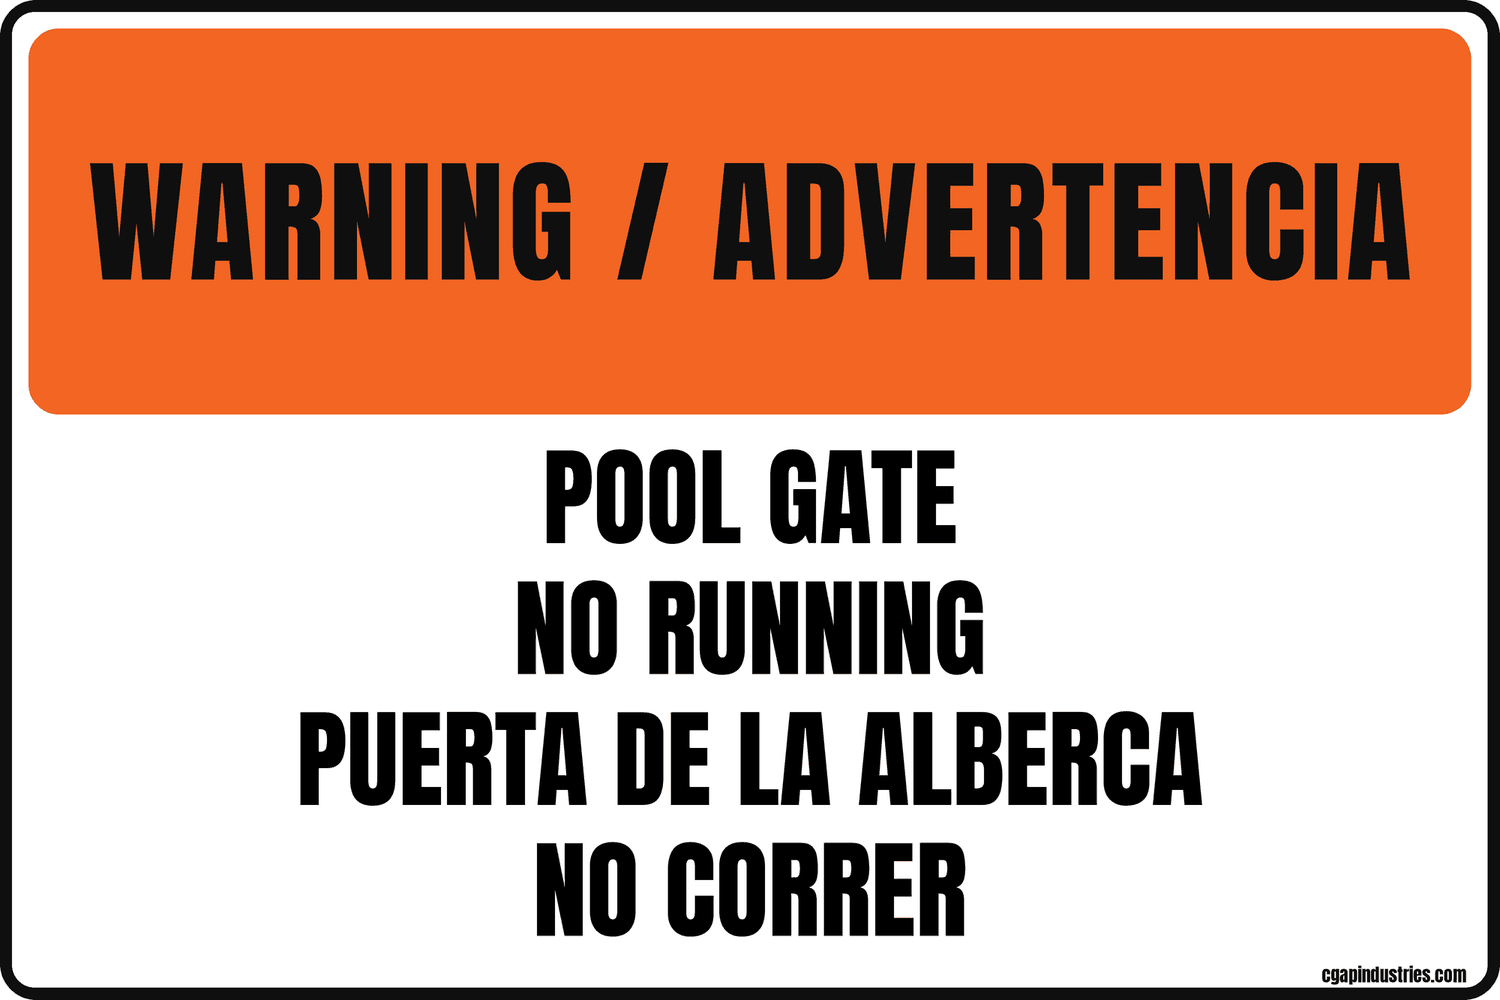 WARNING / ADVERTENCIA
POOL GATE
NO RUNNING
PUERTA DE LA ALBERCA
NO CORRER
cgapindustries.com